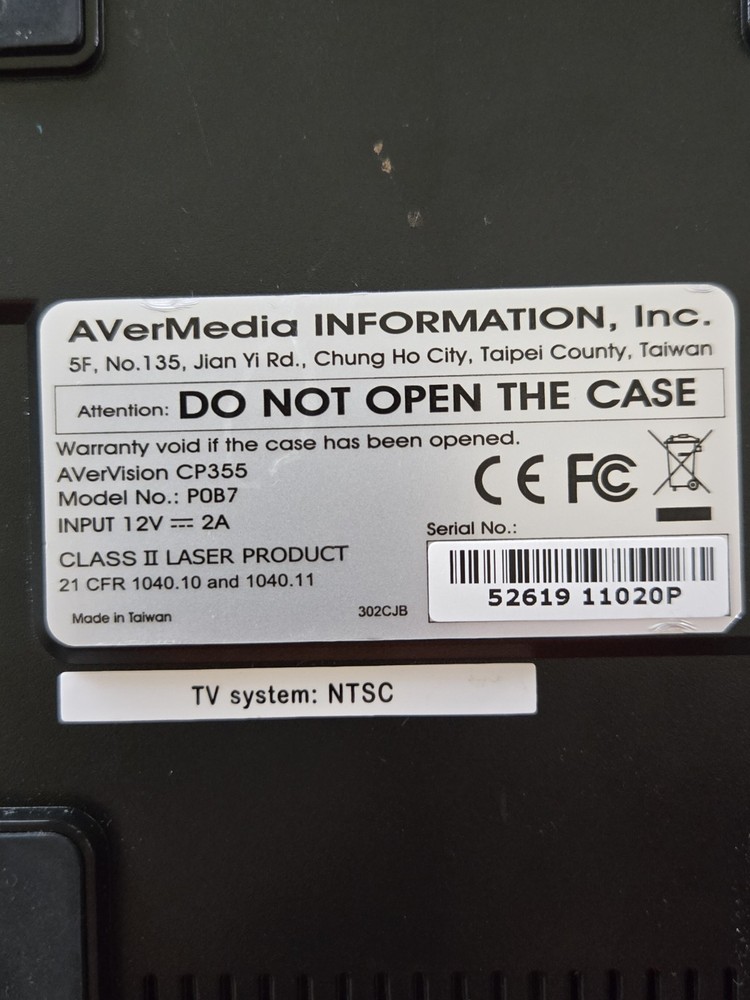 AVerMedia INFORMATION, Inc.
5F, No.135, Jian Yi Rd., Chung Ho City, Taipei County, Taiwan
Attention: DO NOT OPEN THE CASE
Warranty void if the case has been opened.
AVerVision CP355
Model No.: P0B7
INPUT 12V ⎓ 2A
CE FC
Serial No.:
CLASS II LASER PRODUCT
21 CFR 1040.10 and 1040.11
52619 11020P
Made in Taiwan 302CJB
TV system: NTSC